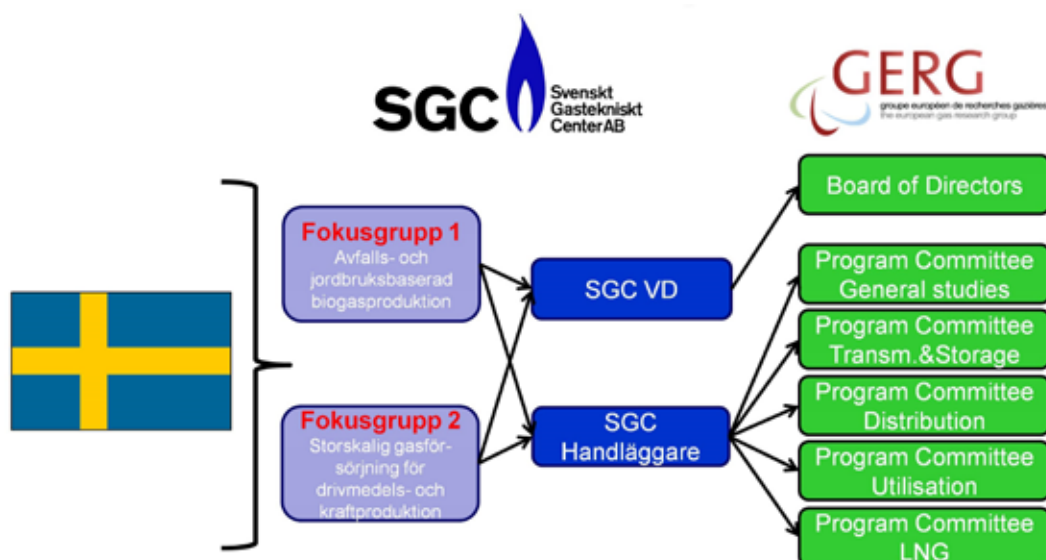 SGC
Svenskt
Gastekniskt
Center AB
GERG
groupe européen de recherches gazières
the european gas research group
Fokusgrupp 1
Avfalls- och
jordbruksbaserad
biogasproduktion
Fokusgrupp 2
Storskalig gasför-
sörjning för
drivmedels- och
kraftproduktion
SGC VD
SGC
Handläggare
Board of Directors
Program Committee
General studies
Program Committee
Transm.&Storage
Program Committee
Distribution
Program Committee
Utilisation
Program Committee
LNG